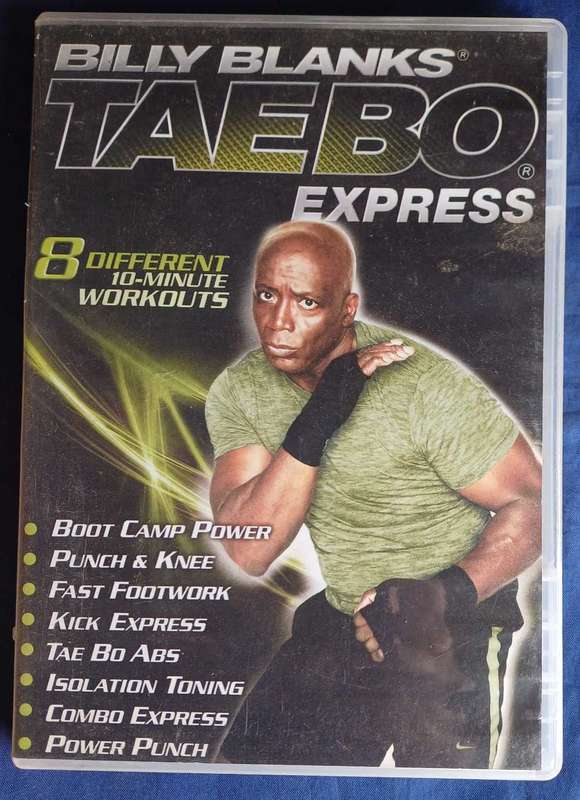 BILLY BLANKS®
TAEBO®
EXPRESS
8 DIFFERENT
10-MINUTE
WORKOUTS
BOOT CAMP POWER
PUNCH & KNEE
FAST FOOTWORK
KICK EXPRESS
TAE BO ABS
ISOLATION TONING
COMBO EXPRESS
POWER PUNCH